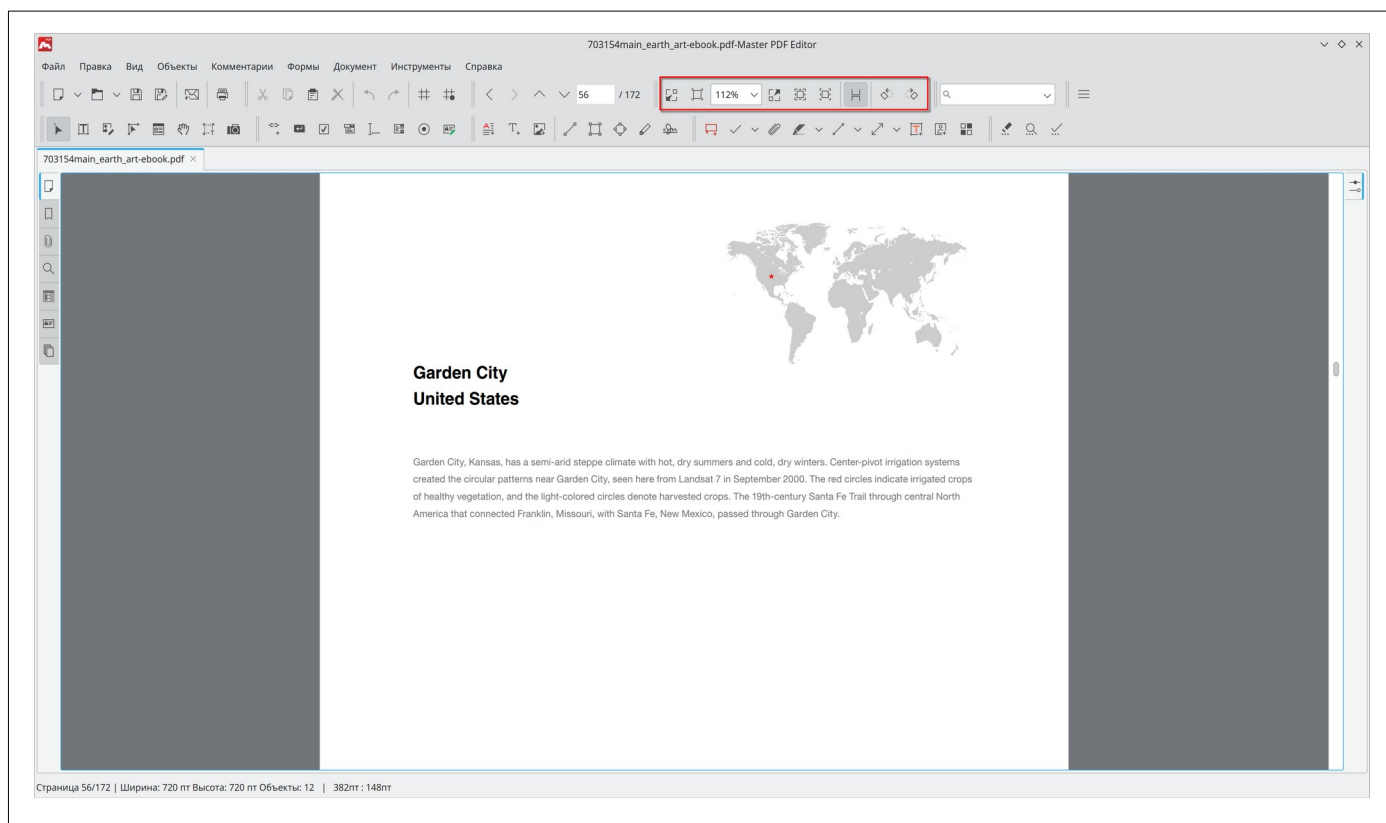 703154main_earth_art-ebook.pdf-Master PDF Editor
Файл Правка Вид Объекты Комментарии Формы Документ Инструменты Справка
56 / 172 112%
703154main_earth_art-ebook.pdf
Garden City
United States
Garden City, Kansas, has a semi-arid steppe climate with hot, dry summers and cold, dry winters. Center-pivot irrigation systems
created the circular patterns near Garden City, seen here from Landsat 7 in September 2000. The red circles indicate irrigated crops
of healthy vegetation, and the light-colored circles denote harvested crops. The 19th-century Santa Fe Trail through central North
America that connected Franklin, Missouri, with Santa Fe, New Mexico, passed through Garden City.
Страница 56/172 | Ширина: 720 пт Высота: 720 пт Объекты: 12 | 382пт : 148пт